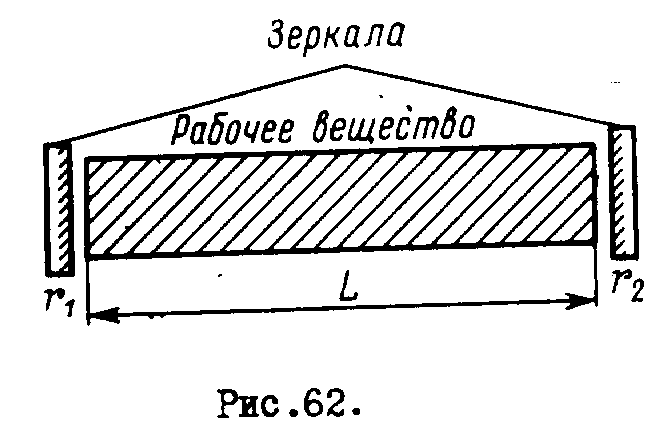 Зеркала
Рабочее вещество
r₁
L
r₂
Рис.62.